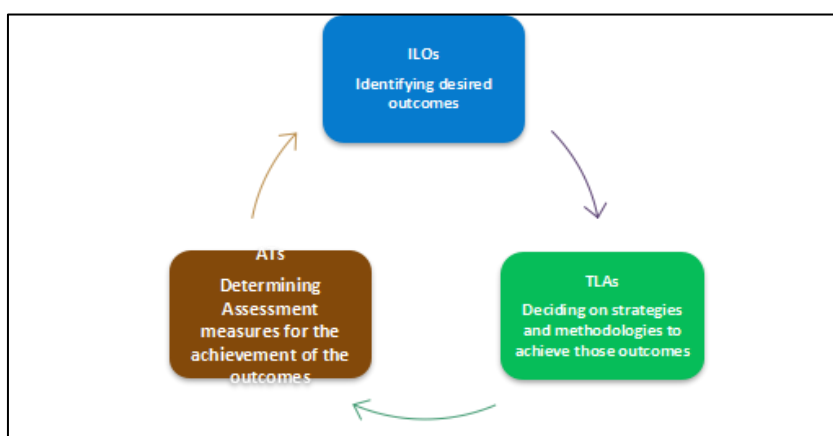 ILOs
Identifying desired
outcomes
ATs
Determining
Assessment
measures for the
achievement of the
outcomes
TLAs
Deciding on strategies
and methodologies to
achieve those outcomes